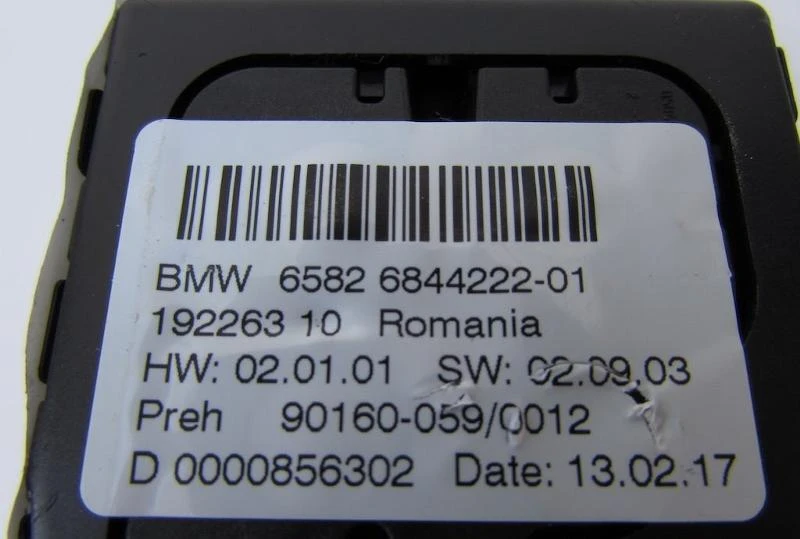 BMW 6582 6844222-01
192263 10 Romania
HW: 02.01.01 SW: 02.09.03
Preh 90160-059/0012
D 0000856302 Date: 13.02.17